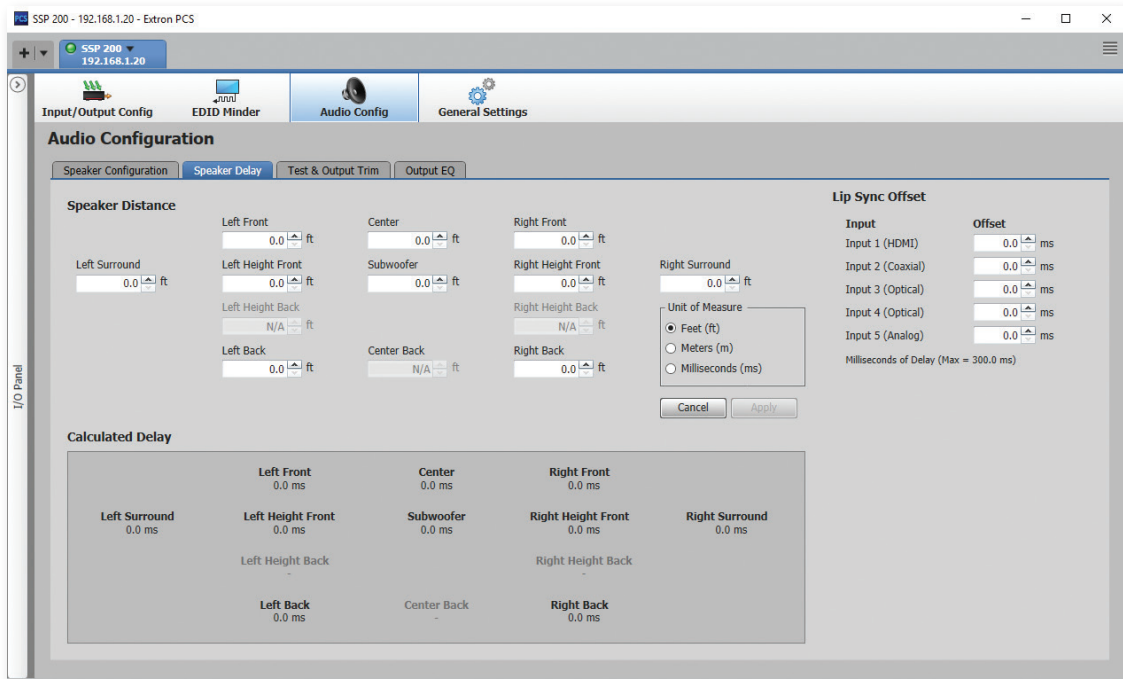 PCS SSP 200 - 192.168.1.20 - Extron PCS
SSP 200
192.168.1.20
Input/Output Config EDID Minder Audio Config General Settings
Audio Configuration
Speaker Configuration Speaker Delay Test & Output Trim Output EQ
Speaker Distance
Left Front Center Right Front
0.0 ft 0.0 ft 0.0 ft
Left Surround Left Height Front Subwoofer Right Height Front Right Surround
0.0 ft 0.0 ft 0.0 ft 0.0 ft 0.0 ft
Left Height Back Right Height Back
N/A ft N/A ft
Left Back Center Back Right Back
0.0 ft N/A ft 0.0 ft
Unit of Measure
Feet (ft)
Meters (m)
Milliseconds (ms)
Cancel Apply
Lip Sync Offset
Input Offset
Input 1 (HDMI) 0.0 ms
Input 2 (Coaxial) 0.0 ms
Input 3 (Optical) 0.0 ms
Input 4 (Optical) 0.0 ms
Input 5 (Analog) 0.0 ms
Milliseconds of Delay (Max = 300.0 ms)
I/O Panel
Calculated Delay
Left Front Center Right Front
0.0 ms 0.0 ms 0.0 ms
Left Surround Left Height Front Subwoofer Right Height Front Right Surround
0.0 ms 0.0 ms 0.0 ms 0.0 ms 0.0 ms
Left Height Back Right Height Back
- -
Left Back Center Back Right Back
0.0 ms - 0.0 ms